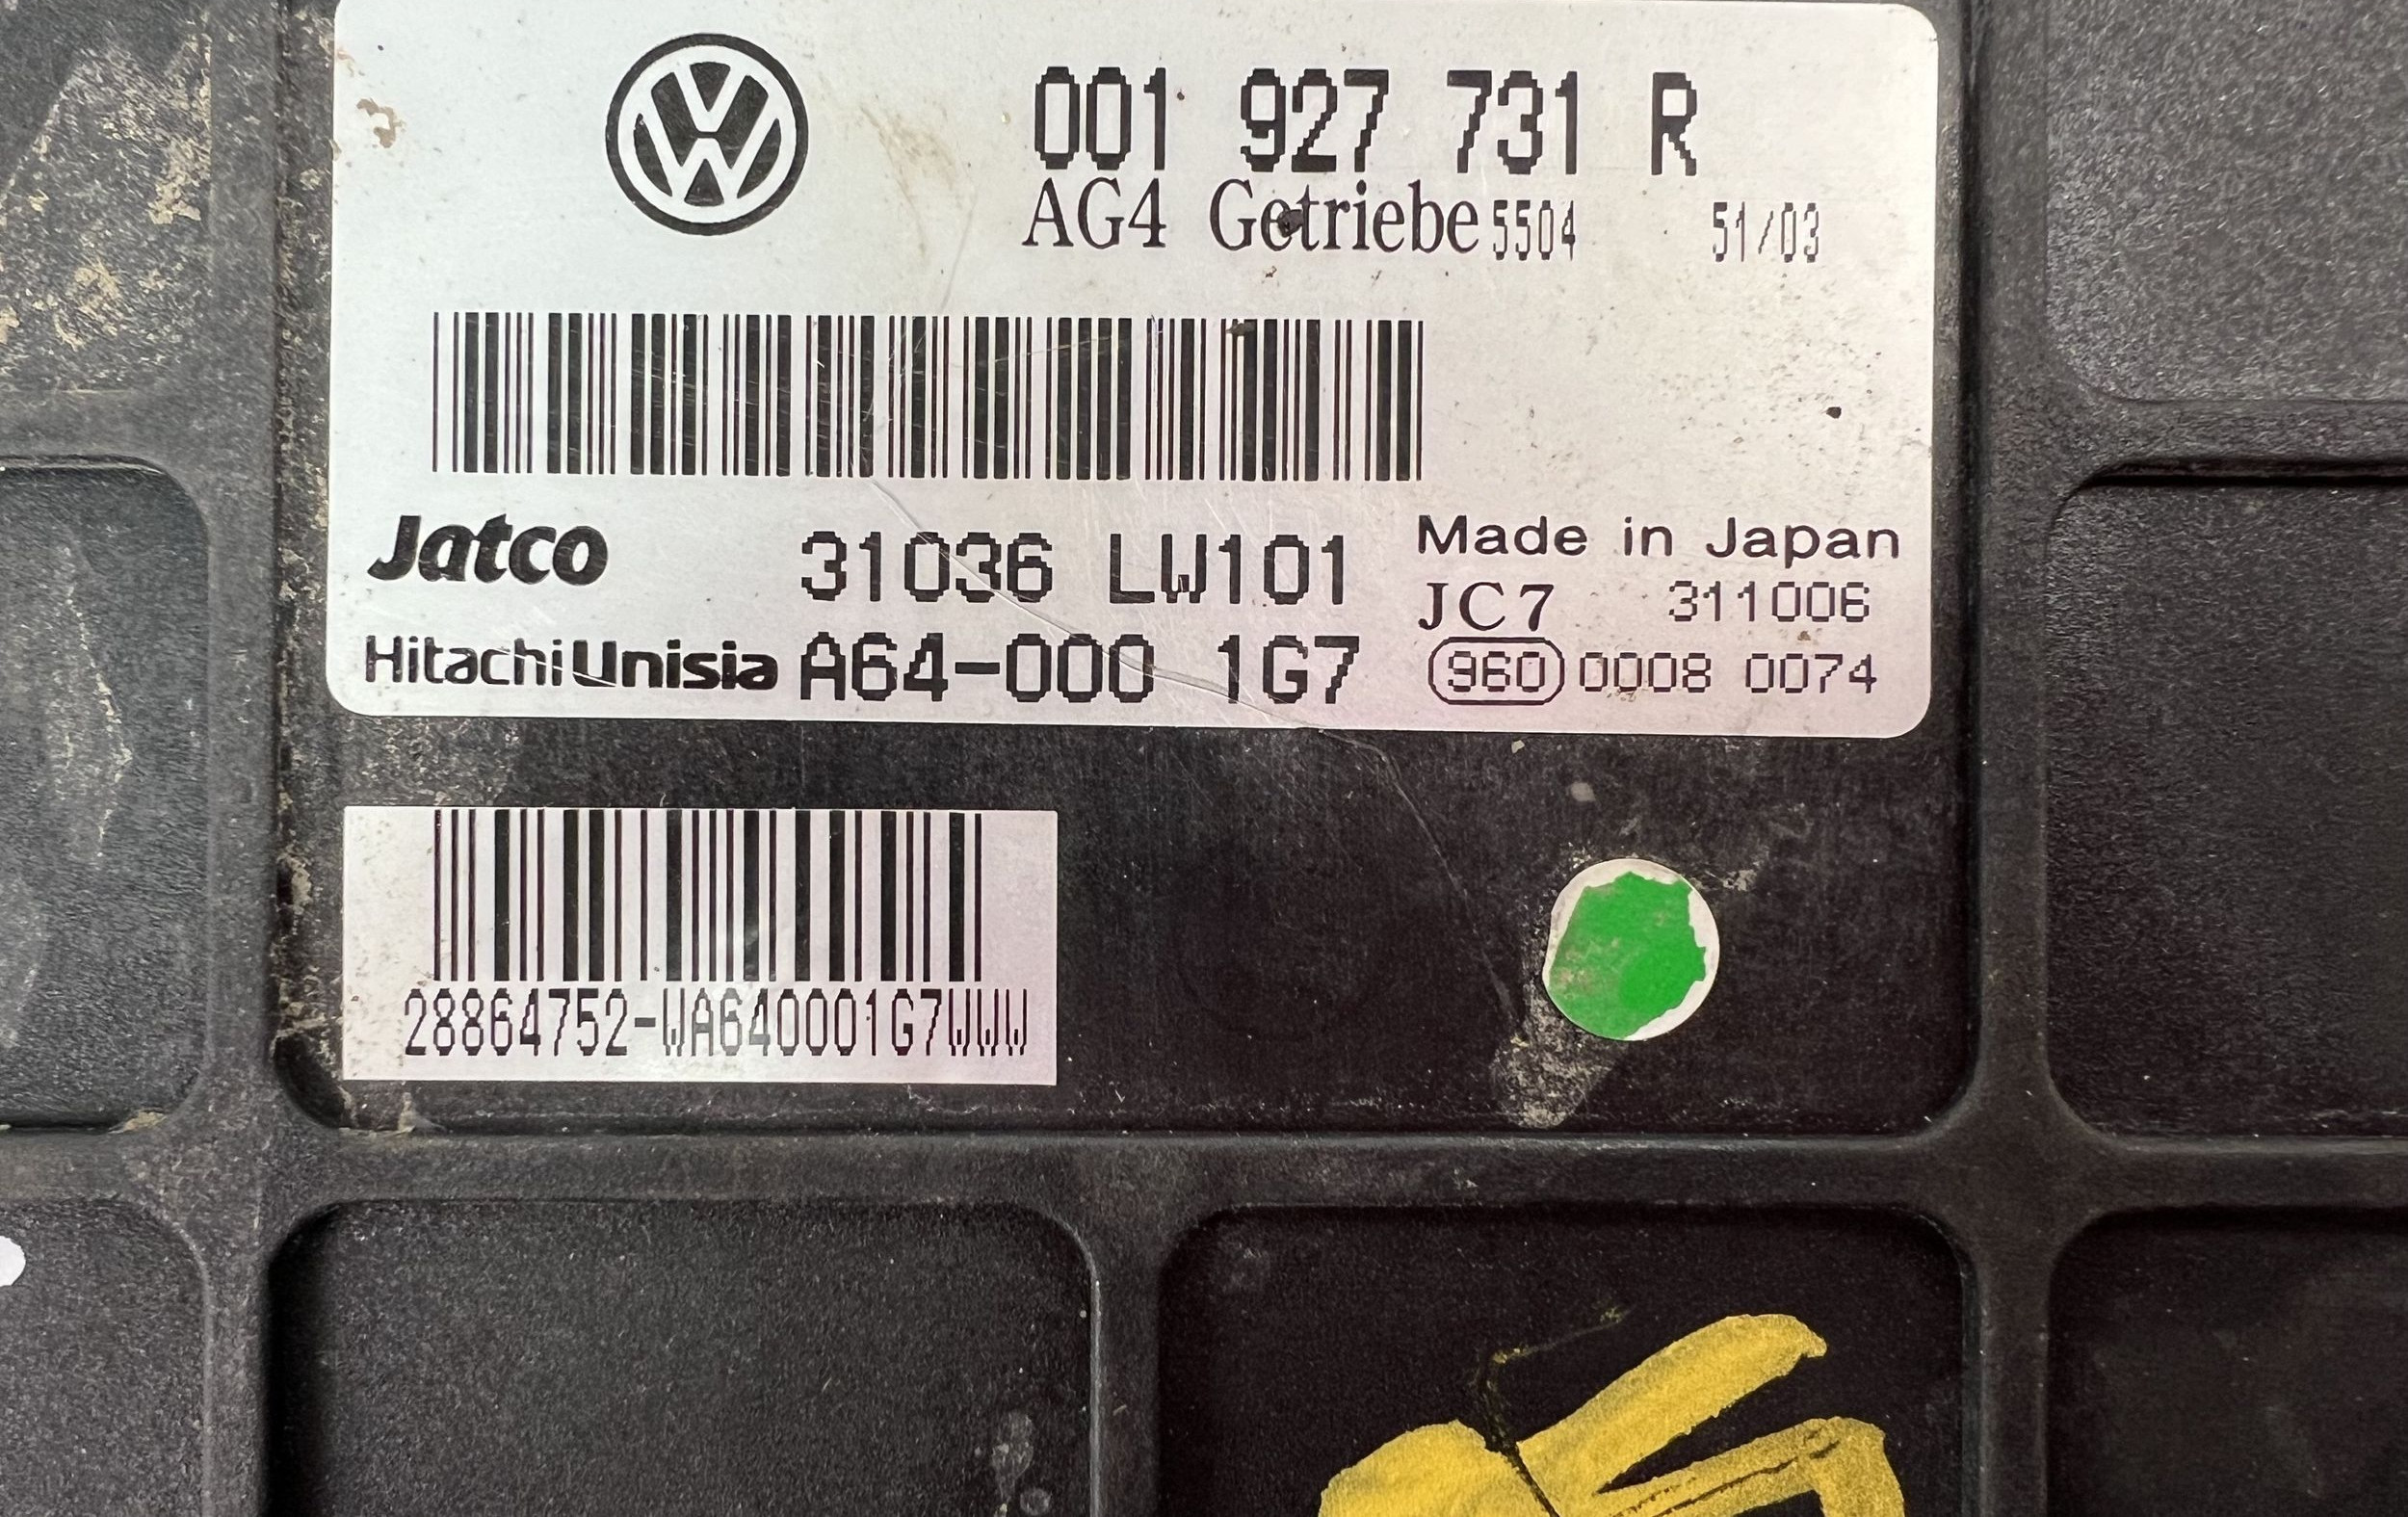 001 927 731 R
AG4 Getriebe 5504 51/03
Jatco 31036 LW101 Made in Japan
JC7 311006
HitachiUnisia A64-000 1G7 960 0008 0074
28864752-WA640001G7WWW